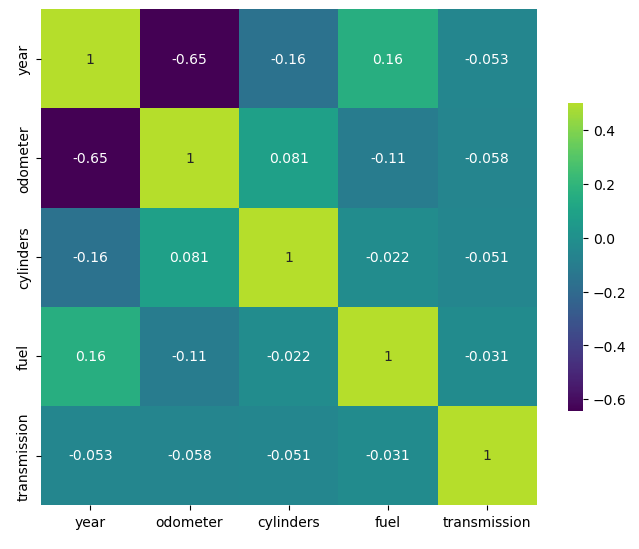 year 1 -0.65 -0.16 0.16 -0.053
odometer -0.65 1 0.081 -0.11 -0.058
cylinders -0.16 0.081 1 -0.022 -0.051
fuel 0.16 -0.11 -0.022 1 -0.031
transmission -0.053 -0.058 -0.051 -0.031 1
year odometer cylinders fuel transmission
0.4
0.2
0.0
−0.2
−0.4
−0.6